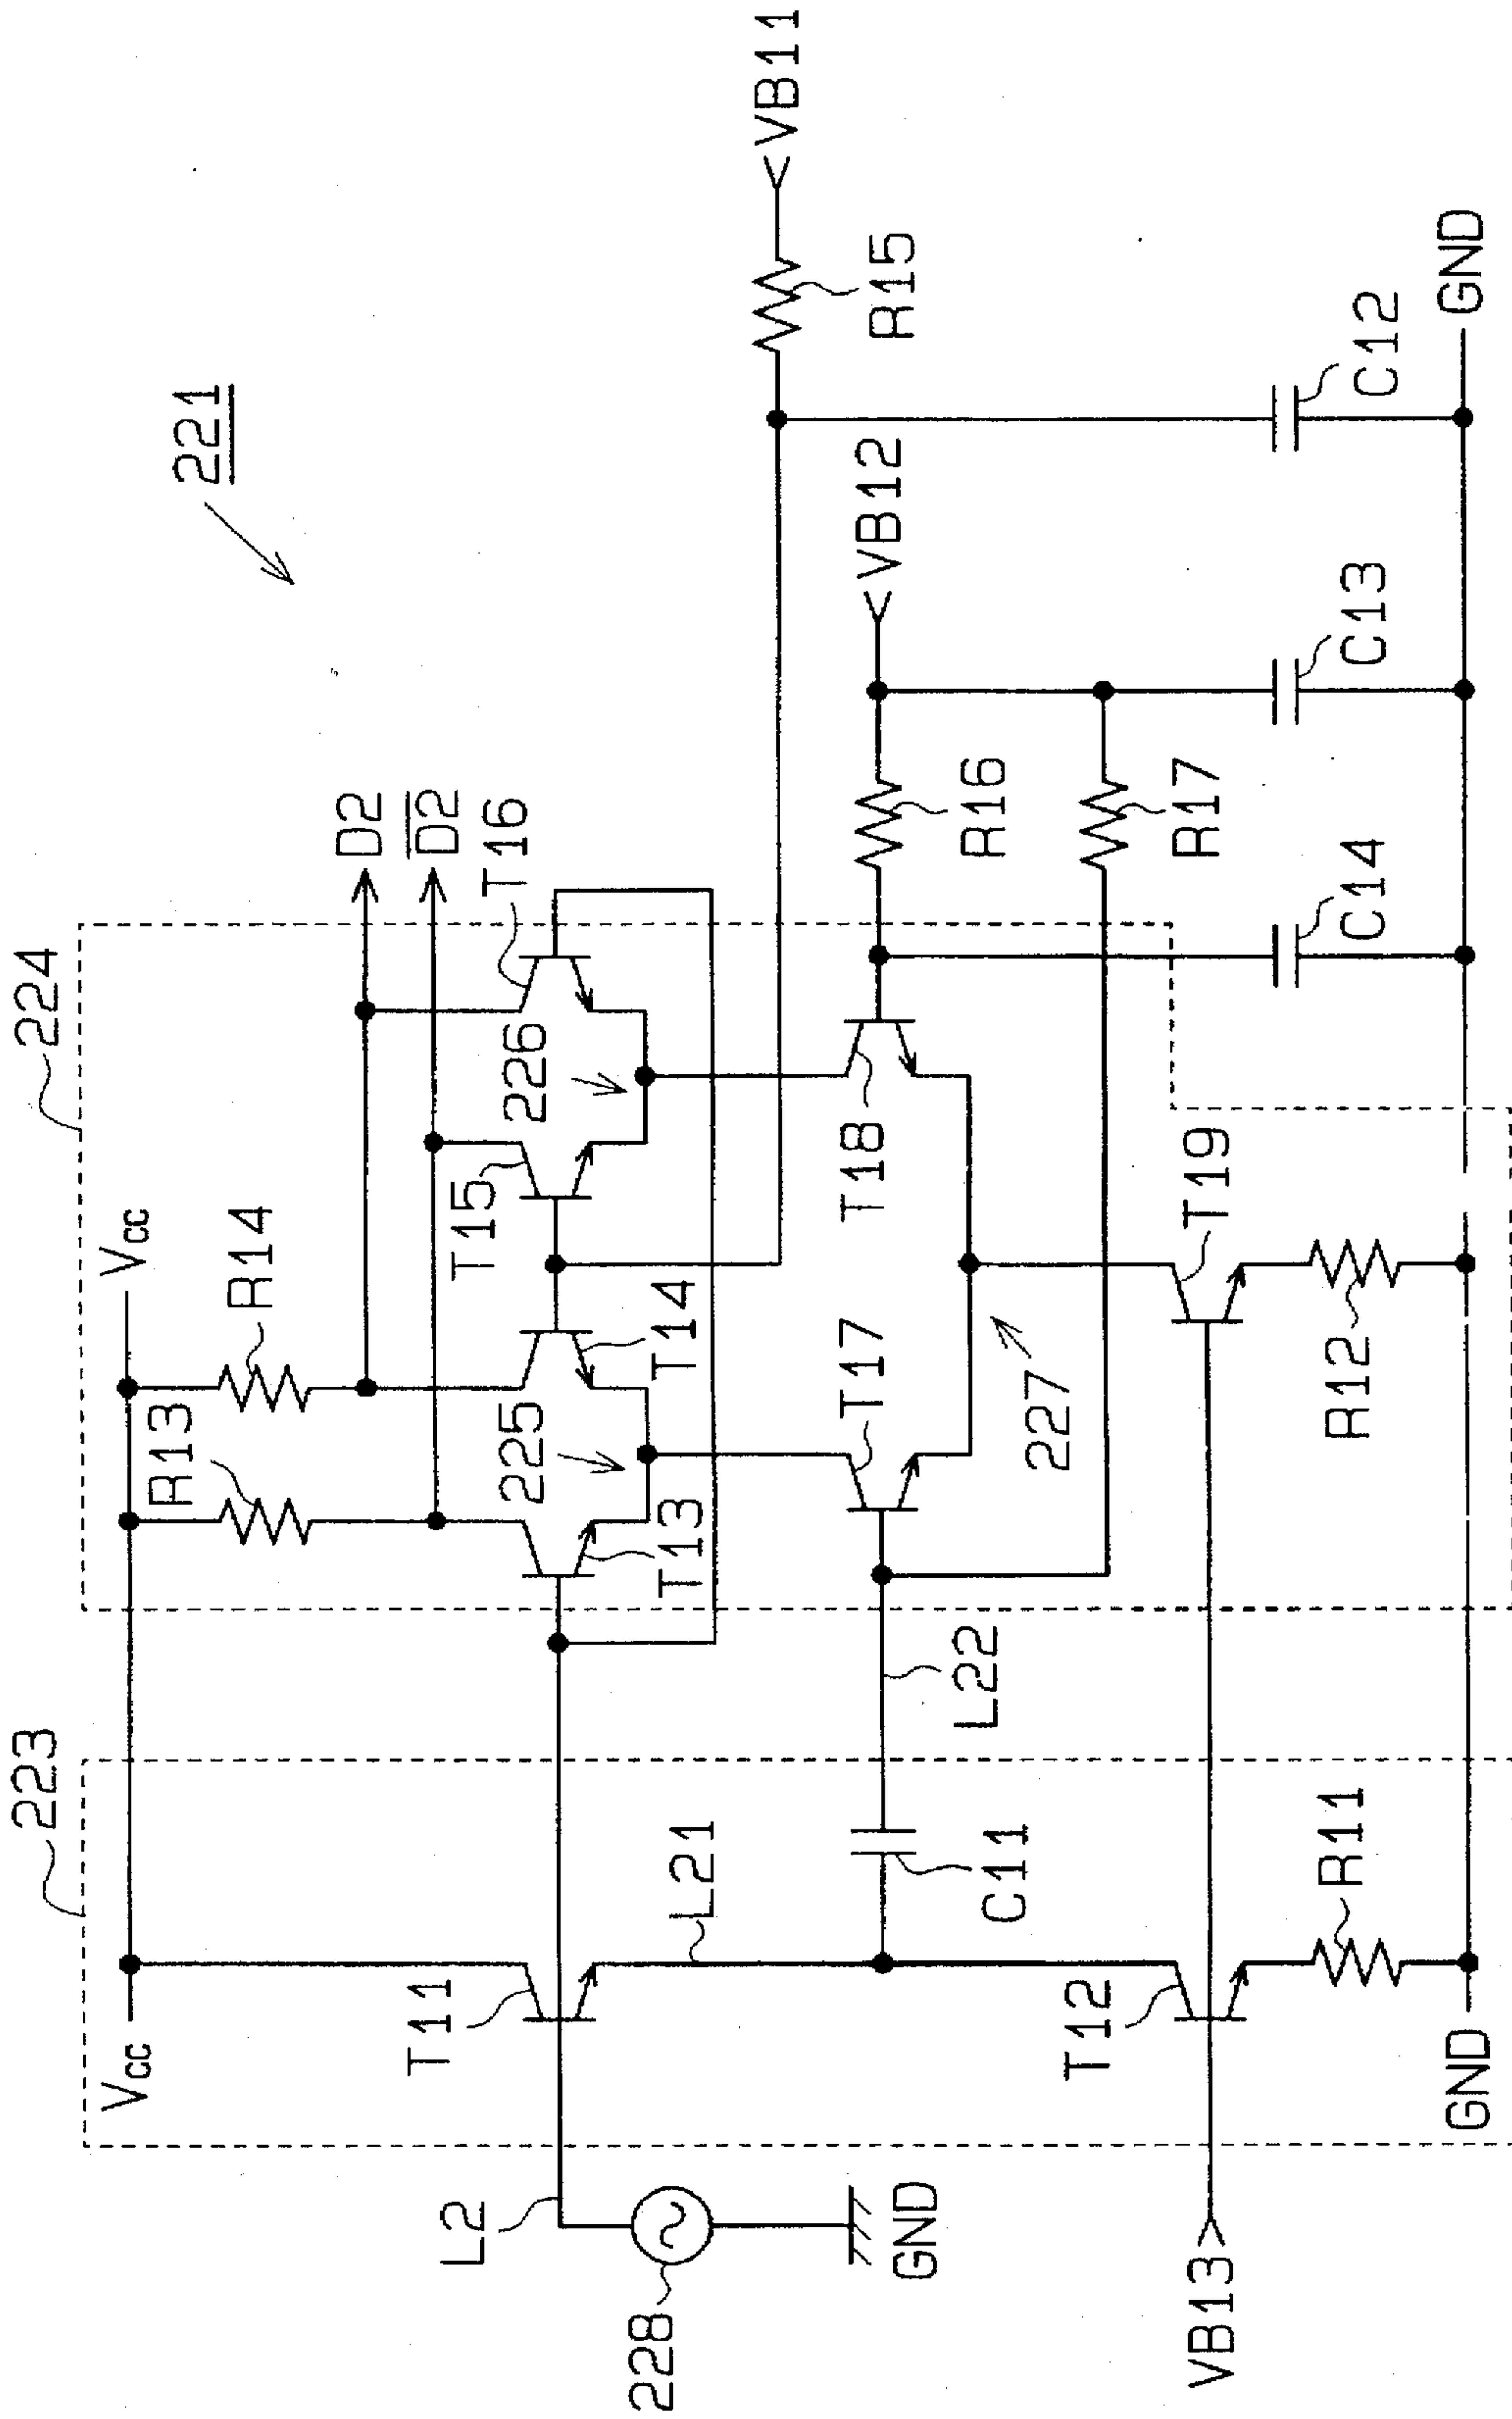 221
223
224
Vcc
Vcc
R13
R14
D2
D2
T11
T13
225
T14
T15
226
T16
L2
228
GND
L21
C11
L22
T17
227
T18
R16
VB12
R15
VB11
R17
T12
R11
T19
R12
C14
C13
C12
VB13
GND
GND